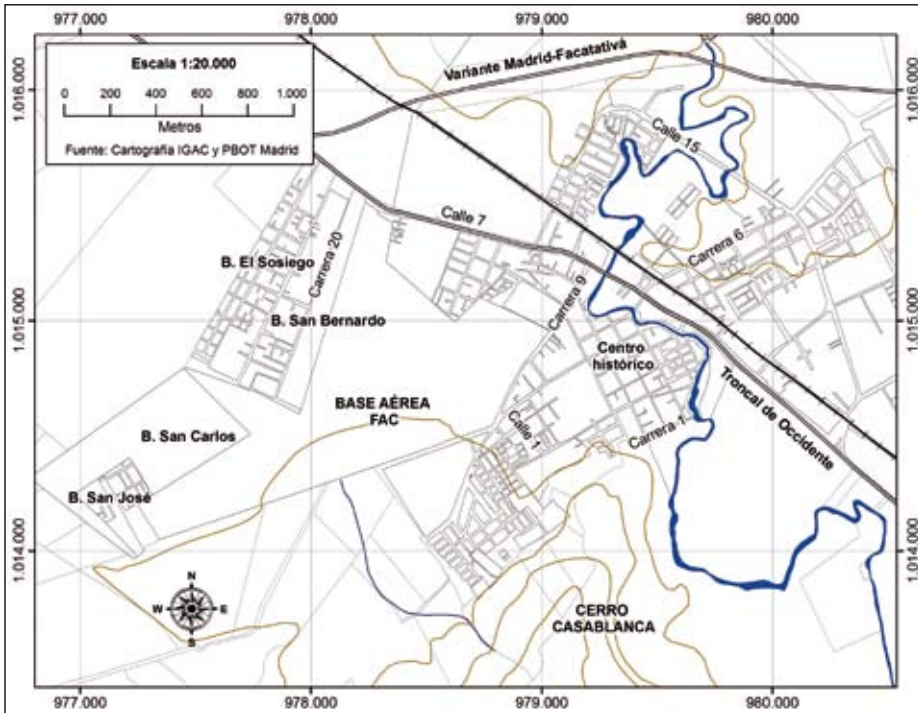 977.000 978.000 979.000 980.000
Escala 1:20.000
0 200 400 600 800 1.000
Metros
Fuente: Cartografía IGAC y PBOT Madrid
Variante Madrid-Facatativá
1.016.000 1.016.000
Calle 15
Calle 7
Carrera 6
B. El Sosiego
Carrera 20
Carrera 9
B. San Bernardo
1.015.000 1.015.000
Centro
histórico
Troncal de Occidente
BASE AÉREA
FAC
Calle 1
Carrera 1
B. San Carlos
B. San José
1.014.000 1.014.000
N
W E
S
CERRO
CASABLANCA
977.000 978.000 979.000 980.000